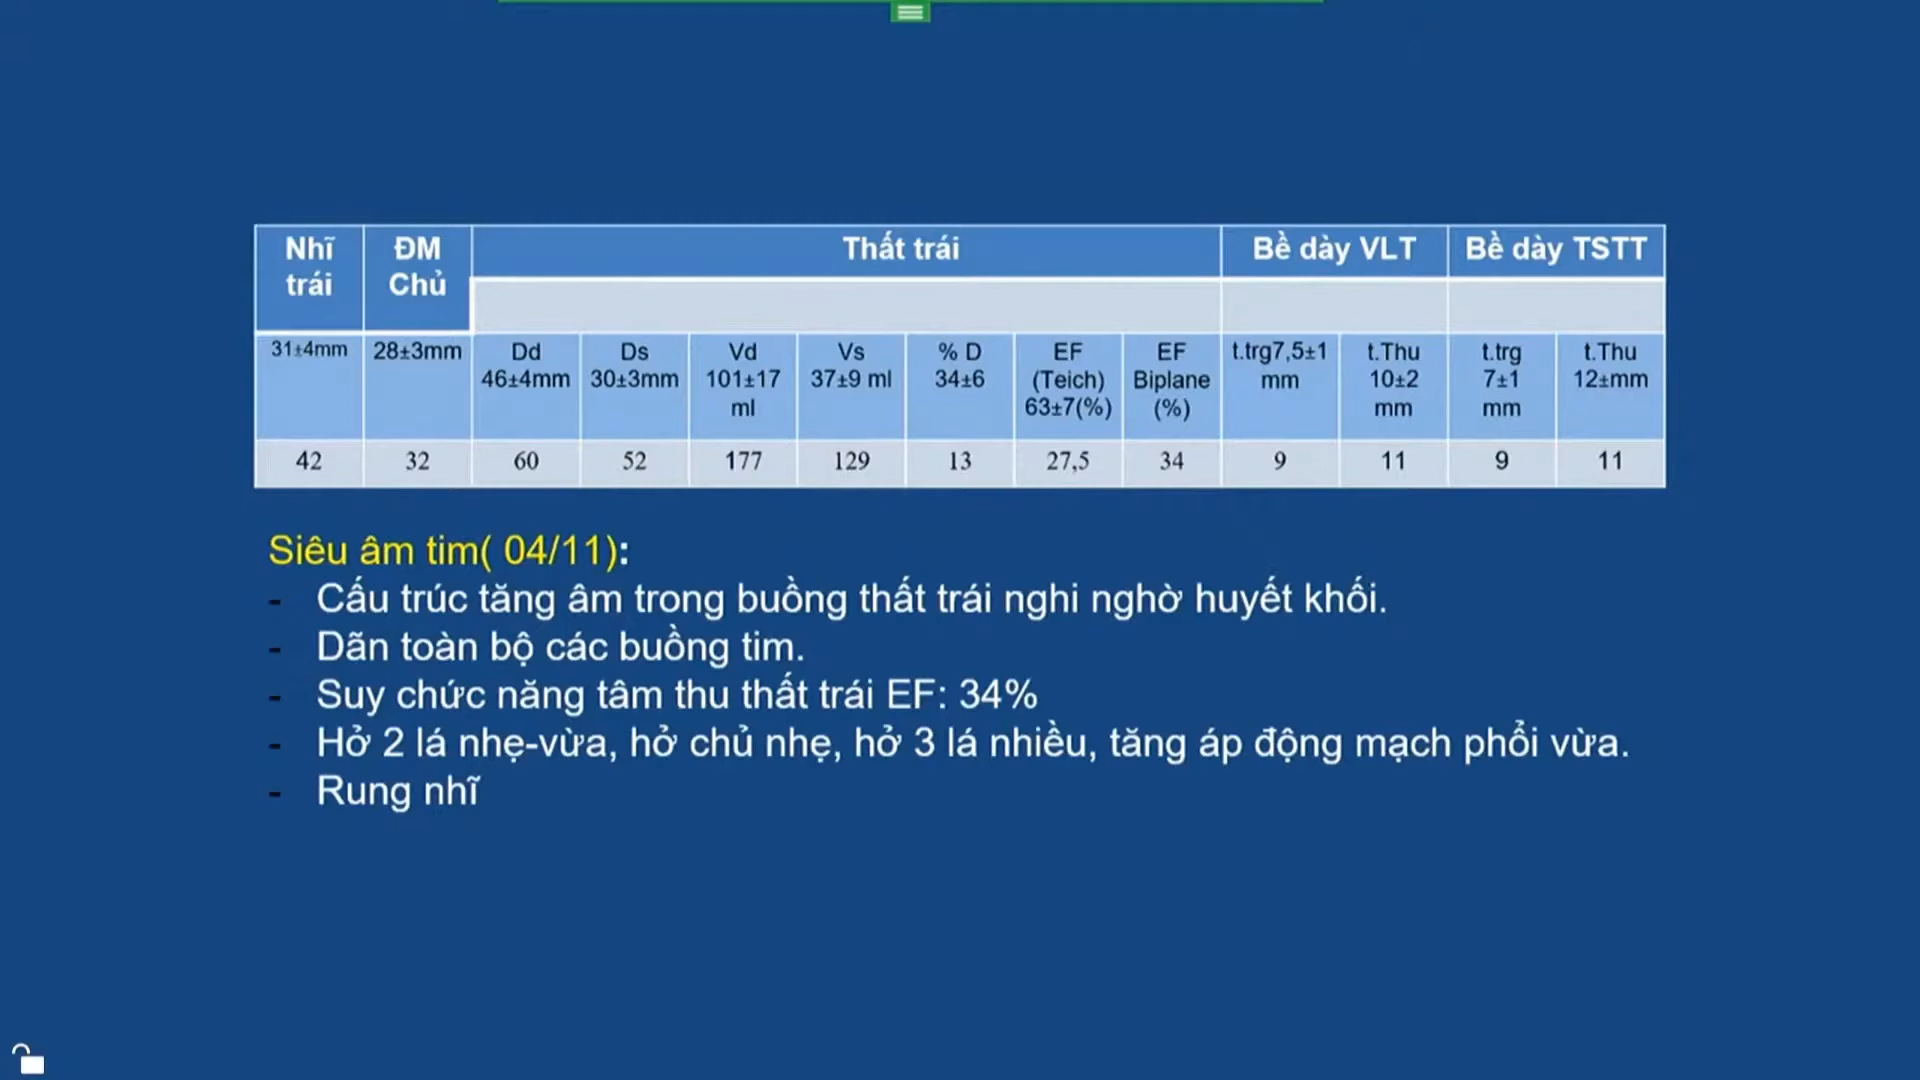 Nhĩ trái
ĐM Chủ
Thất trái
Bề dày VLT
Bề dày TSTT
31±4mm
28±3mm
Dd 46±4mm
Ds 30±3mm
Vd 101±17 ml
Vs 37±9 ml
% D 34±6
EF (Teich) 63±7(%)
EF Biplane (%)
t.trg7,5±1 mm
t.Thu 10±2 mm
t.trg 7±1 mm
t.Thu 12±mm
42
32
60
52
177
129
13
27,5
34
9
11
9
11
Siêu âm tim( 04/11):
- Cấu trúc tăng âm trong buồng thất trái nghi nghờ huyết khối.
- Dãn toàn bộ các buồng tim.
- Suy chức năng tâm thu thất trái EF: 34%
- Hở 2 lá nhẹ-vừa, hở chủ nhẹ, hở 3 lá nhiều, tăng áp động mạch phổi vừa.
- Rung nhĩ